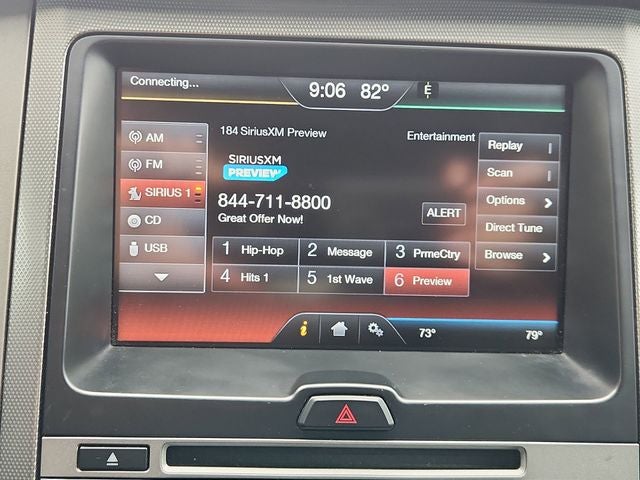 Connecting...
9:06 82° E
184 SiriusXM Preview
Entertainment
AM
FM
SIRIUS 1
CD
USB
SIRIUSXM
PREVIEW
844-711-8800
Great Offer Now!
ALERT
Replay
Scan
Options
Direct Tune
Browse
1 Hip-Hop
2 Message
3 PrmeCtry
4 Hits 1
5 1st Wave
6 Preview
i
73°
79°